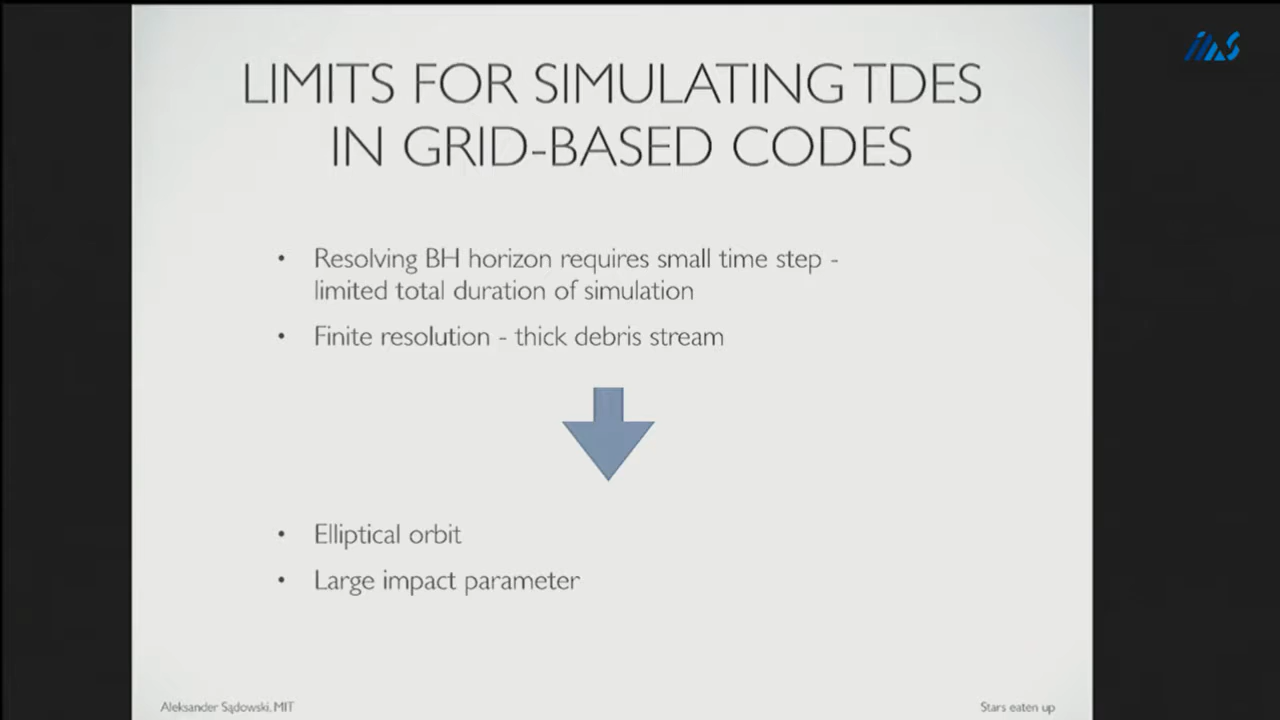 LIMITS FOR SIMULATING TDES
IN GRID-BASED CODES
• Resolving BH horizon requires small time step -
limited total duration of simulation
• Finite resolution - thick debris stream
• Elliptical orbit
• Large impact parameter
Aleksander Sądowski, MIT
Stars eaten up